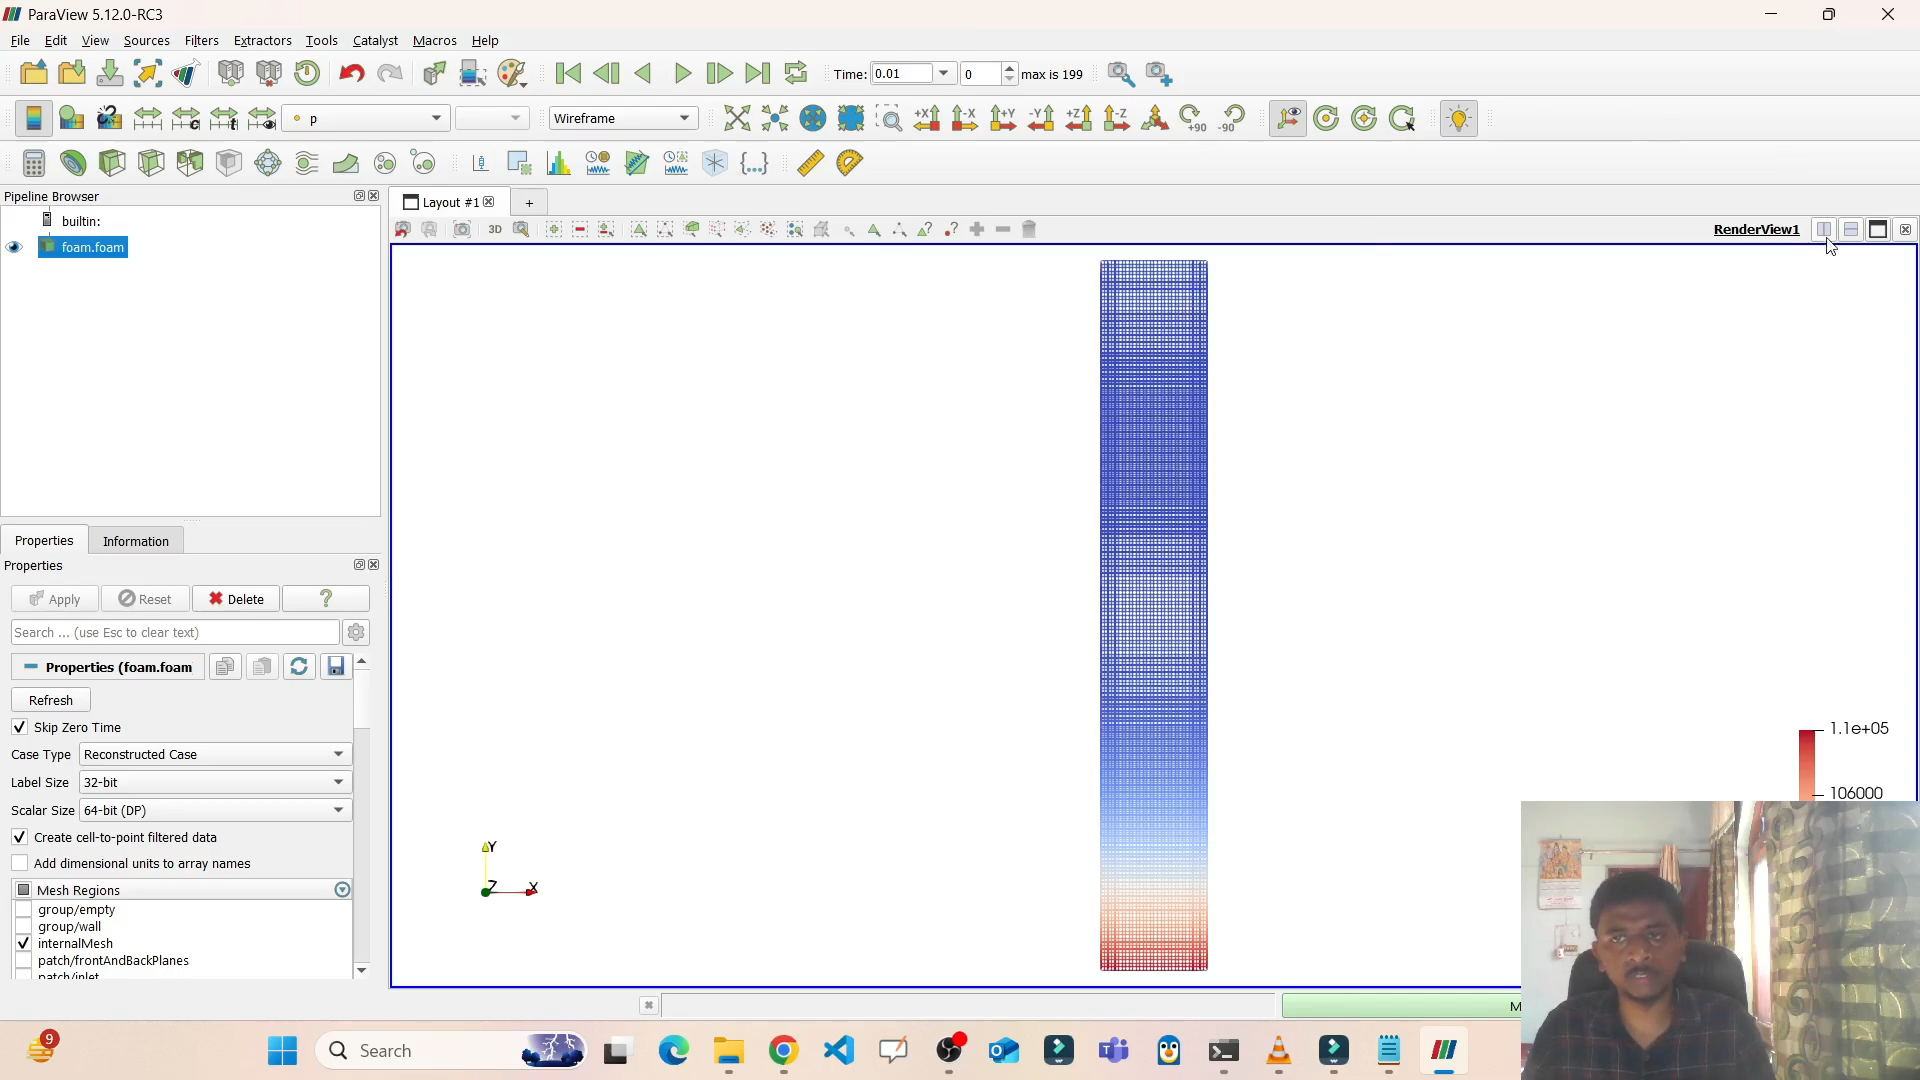 ParaView 5.12.0-RC3
File Edit View Sources Filters Extractors Tools Catalyst Macros Help
Time: 0.01 0 max is 199
p Wireframe +X -X +Y -Y +Z -Z +90 -90
Pipeline Browser
builtin:
foam.foam
Layout #1 +
3D
RenderView1
Properties Information
Properties
Apply Reset Delete ?
Search ... (use Esc to clear text)
Properties (foam.foam
Refresh
Skip Zero Time
Case Type Reconstructed Case
Label Size 32-bit
Scalar Size 64-bit (DP)
Create cell-to-point filtered data
Add dimensional units to array names
Mesh Regions
group/empty
group/wall
internalMesh
patch/frontAndBackPlanes
patch/inlet
Y
Z X
1.1e+05
106000
M
9
Search